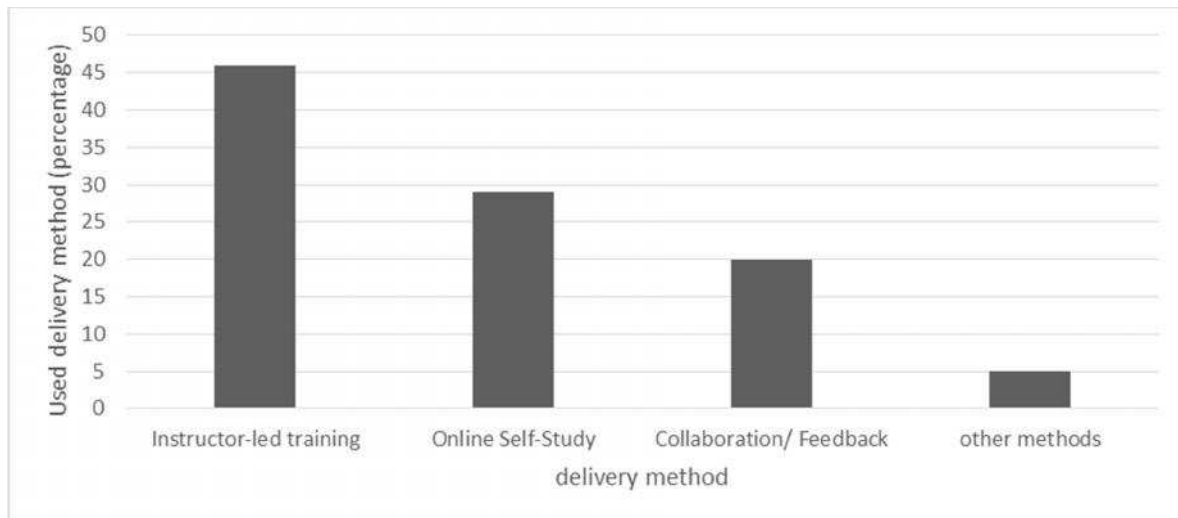 Used delivery method (percentage)
50
45
40
35
30
25
20
15
10
5
0
Instructor-led training
Online Self-Study
Collaboration/ Feedback
other methods
delivery method